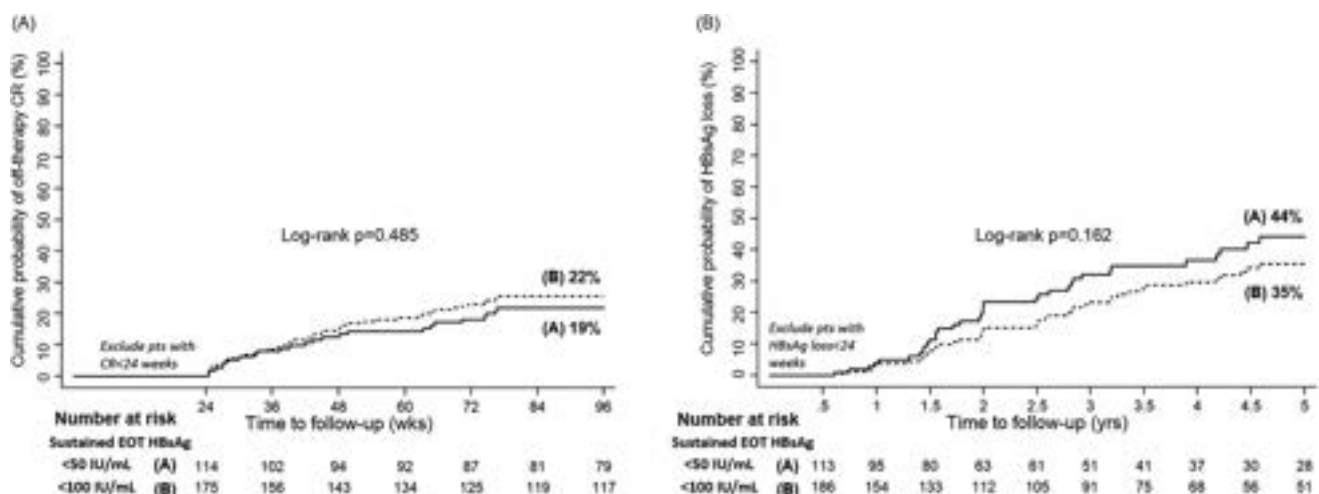 (A)
Cumulative probability of off-therapy CR (%)
0 10 20 30 40 50 60 70 80 90 100
Log-rank p=0.485
(B) 22%
(A) 19%
Exclude pts with
CR<24 weeks
24 36 48 60 72 84 96
Number at risk
Time to follow-up (wks)
Sustained EOT HBsAg
<50 IU/mL (A) 114 102 94 92 87 81 79
<100 IU/mL (B) 175 156 143 134 125 119 117
(B)
Cumulative probability of HBsAg loss (%)
0 10 20 30 40 50 60 70 80 90 100
Log-rank p=0.162
(A) 44%
(B) 35%
Exclude pts with
HBsAg loss<24
weeks
.5 1 1.5 2 2.5 3 3.5 4 4.5 5
Number at risk
Time to follow-up (yrs)
Sustained EOT HBsAg
<50 IU/mL (A) 113 95 80 63 61 51 41 37 30 28
<100 IU/mL (B) 186 154 133 112 105 91 75 68 56 51